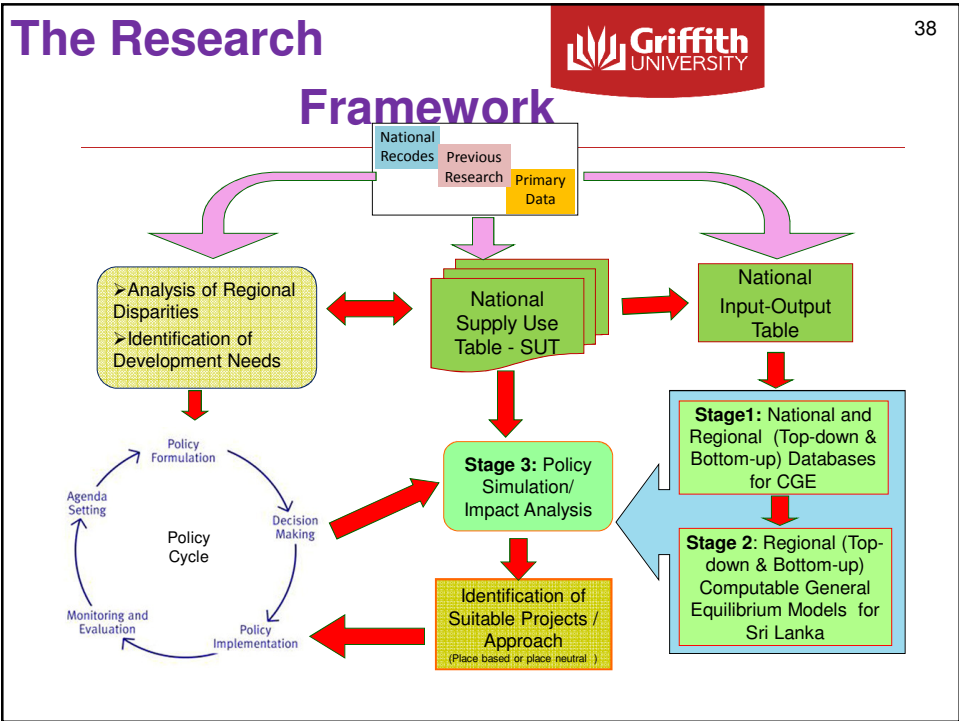 The Research
Framework
Griffith
UNIVERSITY
38
National
Recodes
Previous
Research
Primary
Data
➢Analysis of Regional
Disparities
➢Identification of
Development Needs
National
Supply Use
Table - SUT
National
Input-Output
Table
Stage1: National and
Regional (Top-down &
Bottom-up) Databases
for CGE
Stage 2: Regional (Top-
down & Bottom-up)
Computable General
Equilibrium Models for
Sri Lanka
Stage 3: Policy
Simulation/
Impact Analysis
Identification of
Suitable Projects /
Approach
(Place based or place neutral )
Policy
Formulation
Agenda
Setting
Decision
Making
Policy
Cycle
Monitoring and
Evaluation
Policy
Implementation